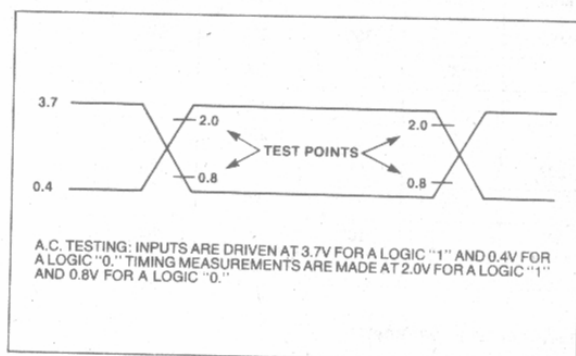 3.7
2.0 2.0
TEST POINTS
0.8 0.8
0.4
A.C. TESTING: INPUTS ARE DRIVEN AT 3.7V FOR A LOGIC "1" AND 0.4V FOR
A LOGIC "0." TIMING MEASUREMENTS ARE MADE AT 2.0V FOR A LOGIC "1"
AND 0.8V FOR A LOGIC "0."